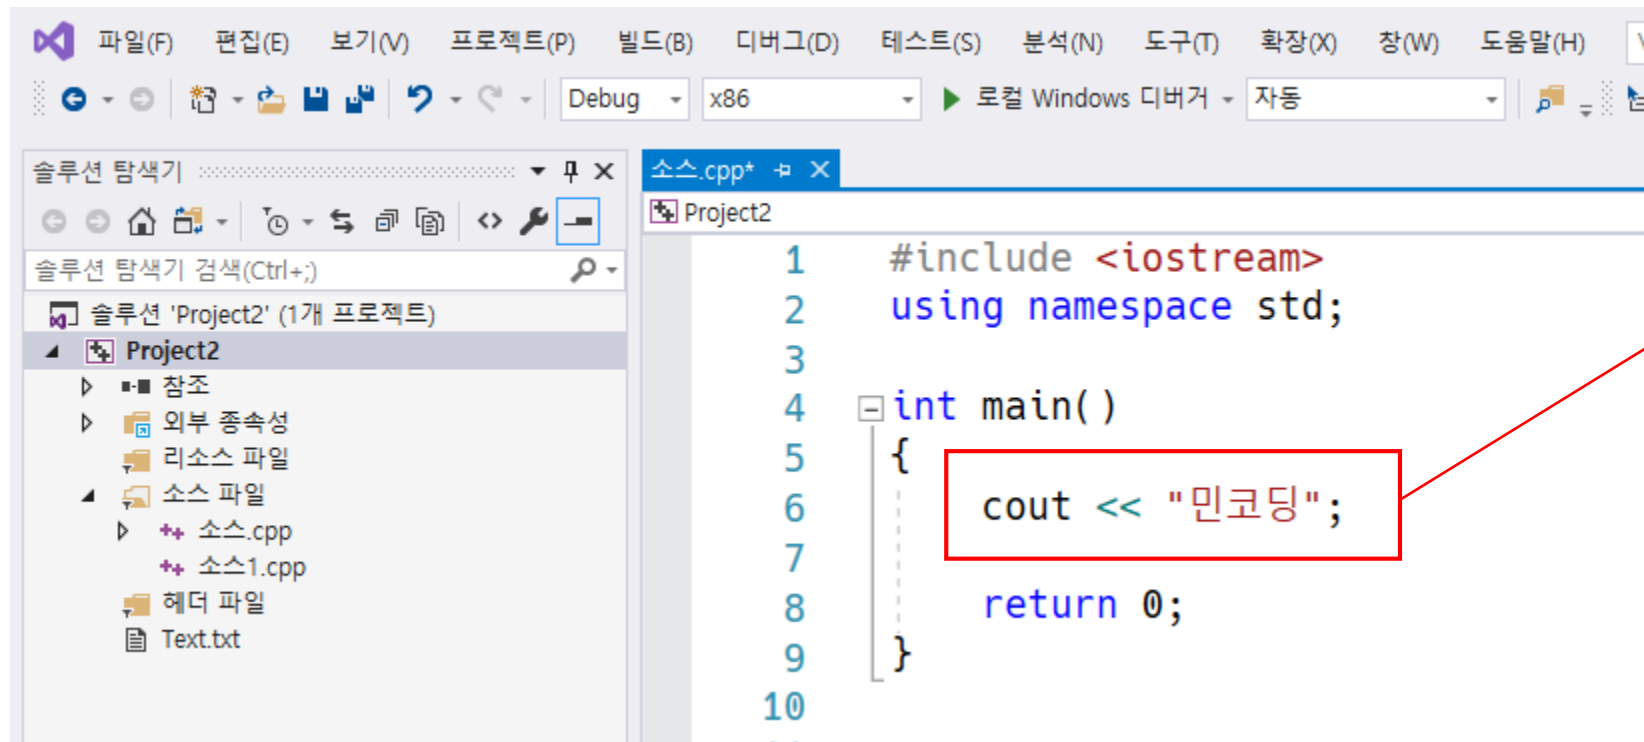 파일(F) 편집(E) 보기(V) 프로젝트(P) 빌드(B) 디버그(D) 테스트(S) 분석(N) 도구(T) 확장(X) 창(W) 도움말(H)
Debug x86 로컬 Windows 디버거 자동
솔루션 탐색기
솔루션 탐색기 검색(Ctrl+;)
솔루션 'Project2' (1개 프로젝트)
Project2
참조
외부 종속성
리소스 파일
소스 파일
소스.cpp
소스1.cpp
헤더 파일
Text.txt
소스.cpp*
Project2
1 #include <iostream>
2 using namespace std;
3
4 int main()
5 {
6 cout << "민코딩";
7
8 return 0;
9 }
10